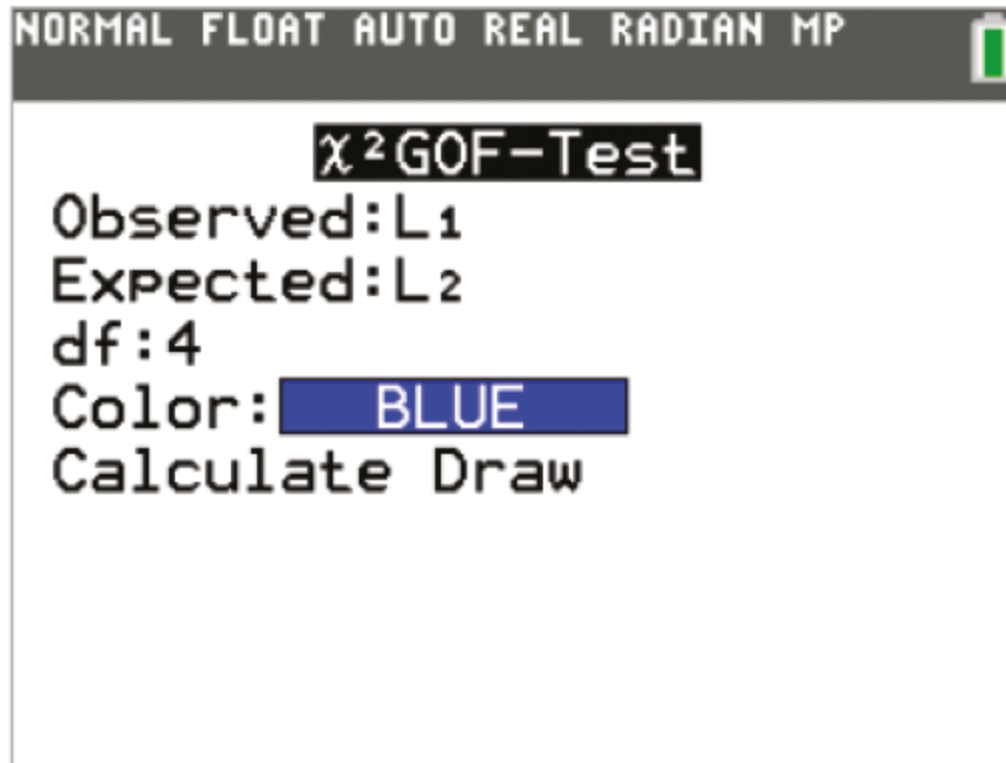 NORMAL FLOAT AUTO REAL RADIAN MP
χ²GOF-Test
Observed:L₁
Expected:L₂
df:4
Color: BLUE
Calculate Draw